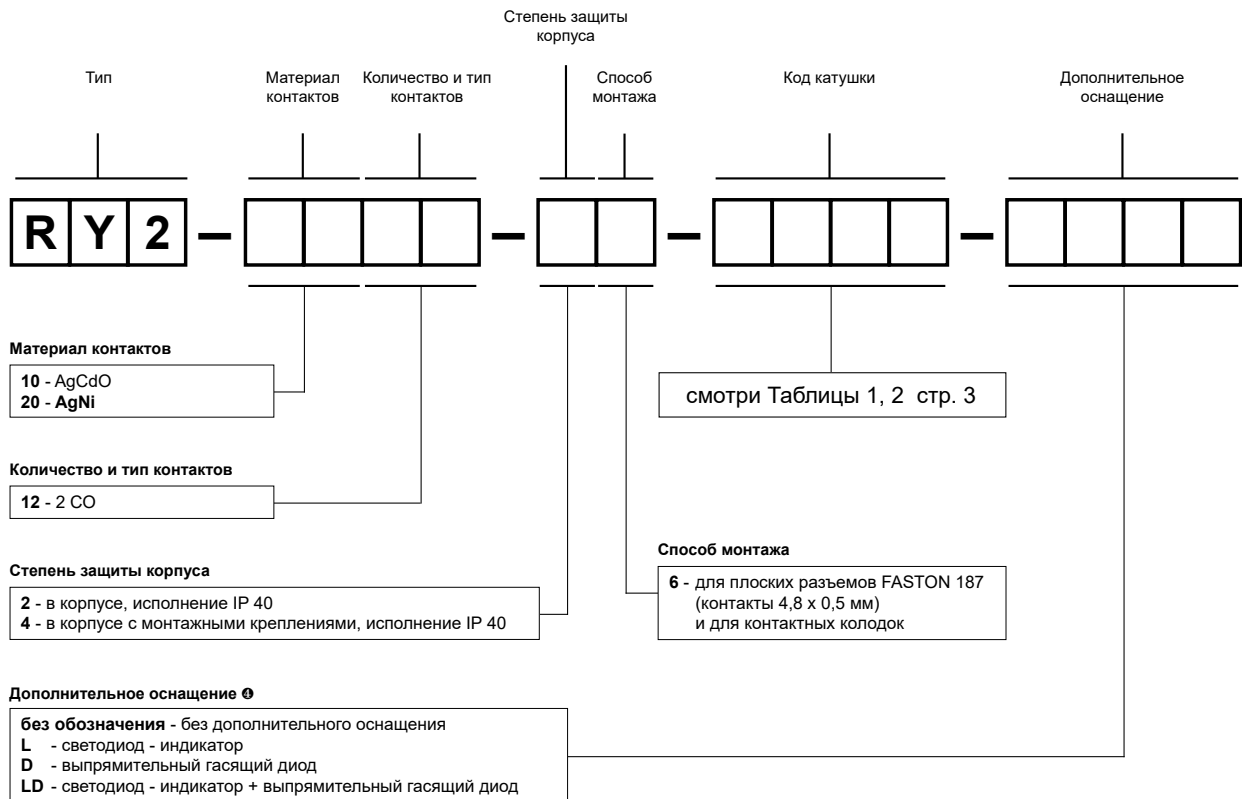 Степень защиты
корпуса
Тип
Материал
контактов
Количество и тип
контактов
Способ
монтажа
Код катушки
Дополнительное
оснащение
RY2 – – – –
Материал контактов
10 - AgCdO
20 - AgNi
смотри Таблицы 1, 2 стр. 3
Количество и тип контактов
12 - 2 CO
Способ монтажа
6 - для плоских разъемов FASTON 187
(контакты 4,8 x 0,5 мм)
и для контактных колодок
Степень защиты корпуса
2 - в корпусе, исполнение IP 40
4 - в корпусе с монтажными креплениями, исполнение IP 40
Дополнительное оснащение ❹
без обозначения - без дополнительного оснащения
L - светодиод - индикатор
D - выпрямительный гасящий диод
LD - светодиод - индикатор + выпрямительный гасящий диод